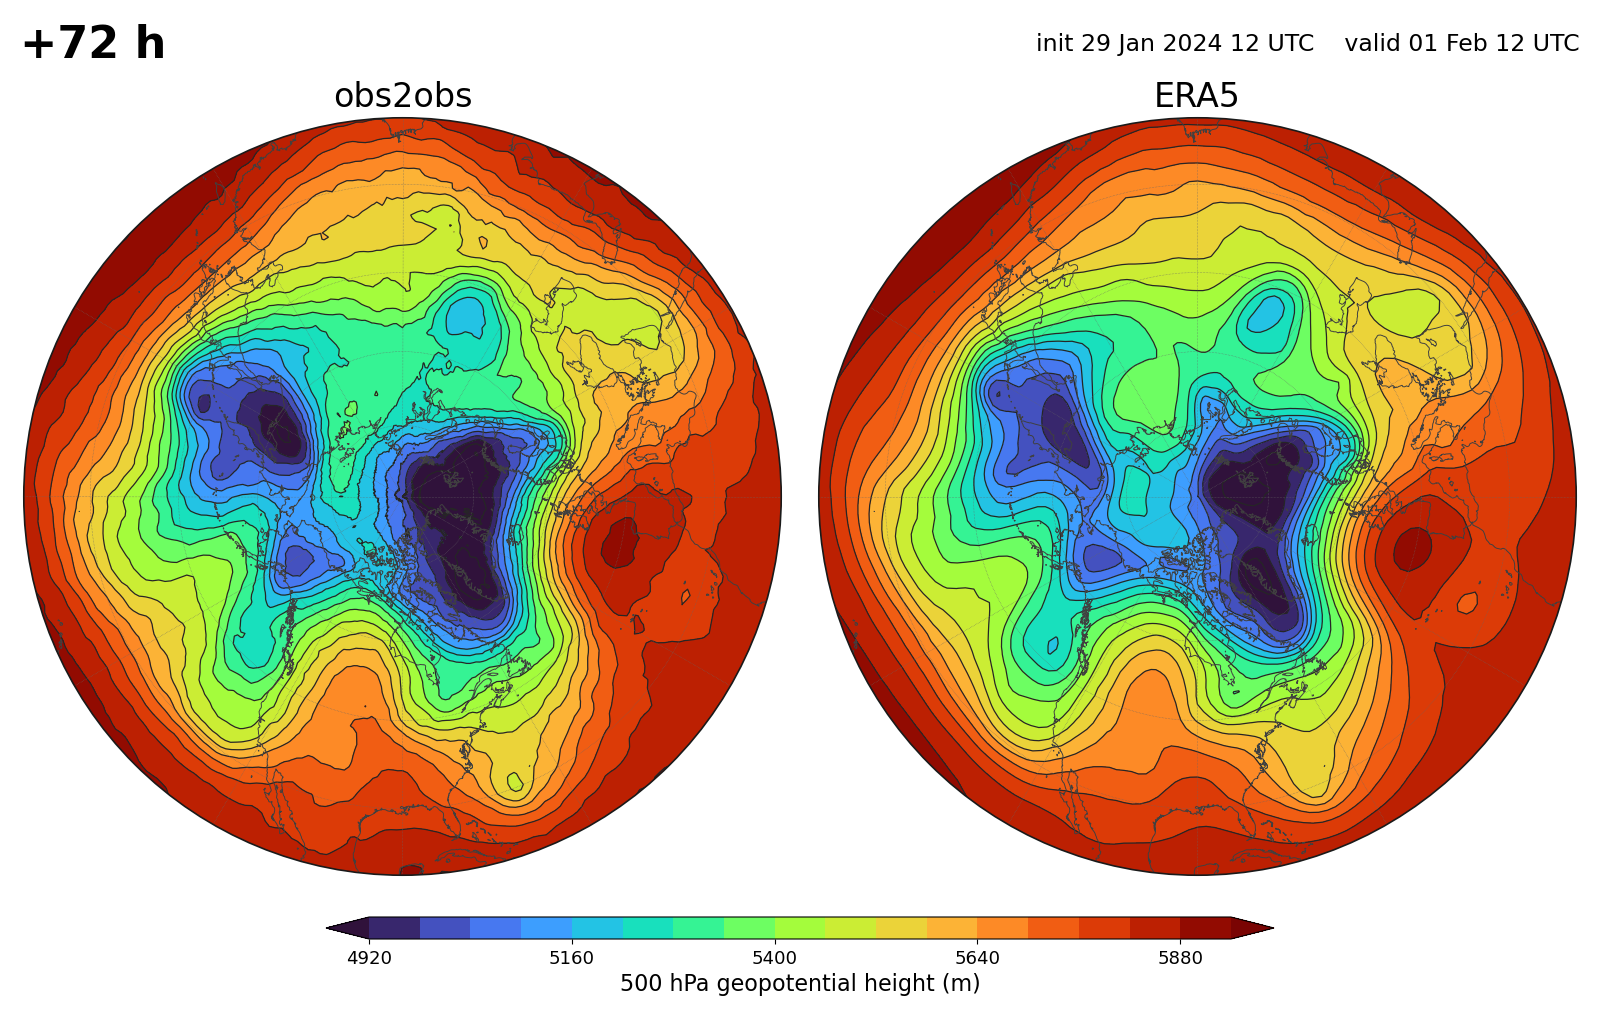 +72 h
init 29 Jan 2024 12 UTC    valid 01 Feb 12 UTC
obs2obs
ERA5
4920 5160 5400 5640 5880
500 hPa geopotential height (m)